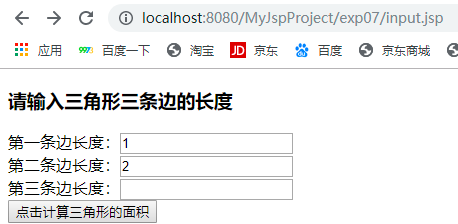 localhost:8080/MyJspProject/exp07/input.jsp
应用 百度一下 淘宝 JD 京东 百度 京东商城
请输入三角形三条边的长度
第一条边长度：1
第二条边长度：2
第三条边长度：
点击计算三角形的面积